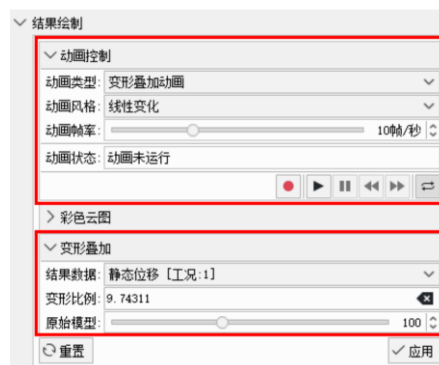 结果绘制
动画控制
动画类型: 变形叠加动画
动画风格: 线性变化
动画帧率: 10帧/秒
动画状态: 动画未运行
彩色云图
变形叠加
结果数据: 静态位移 [工况:1]
变形比例: 9.74311
原始模型: 100
重置 应用